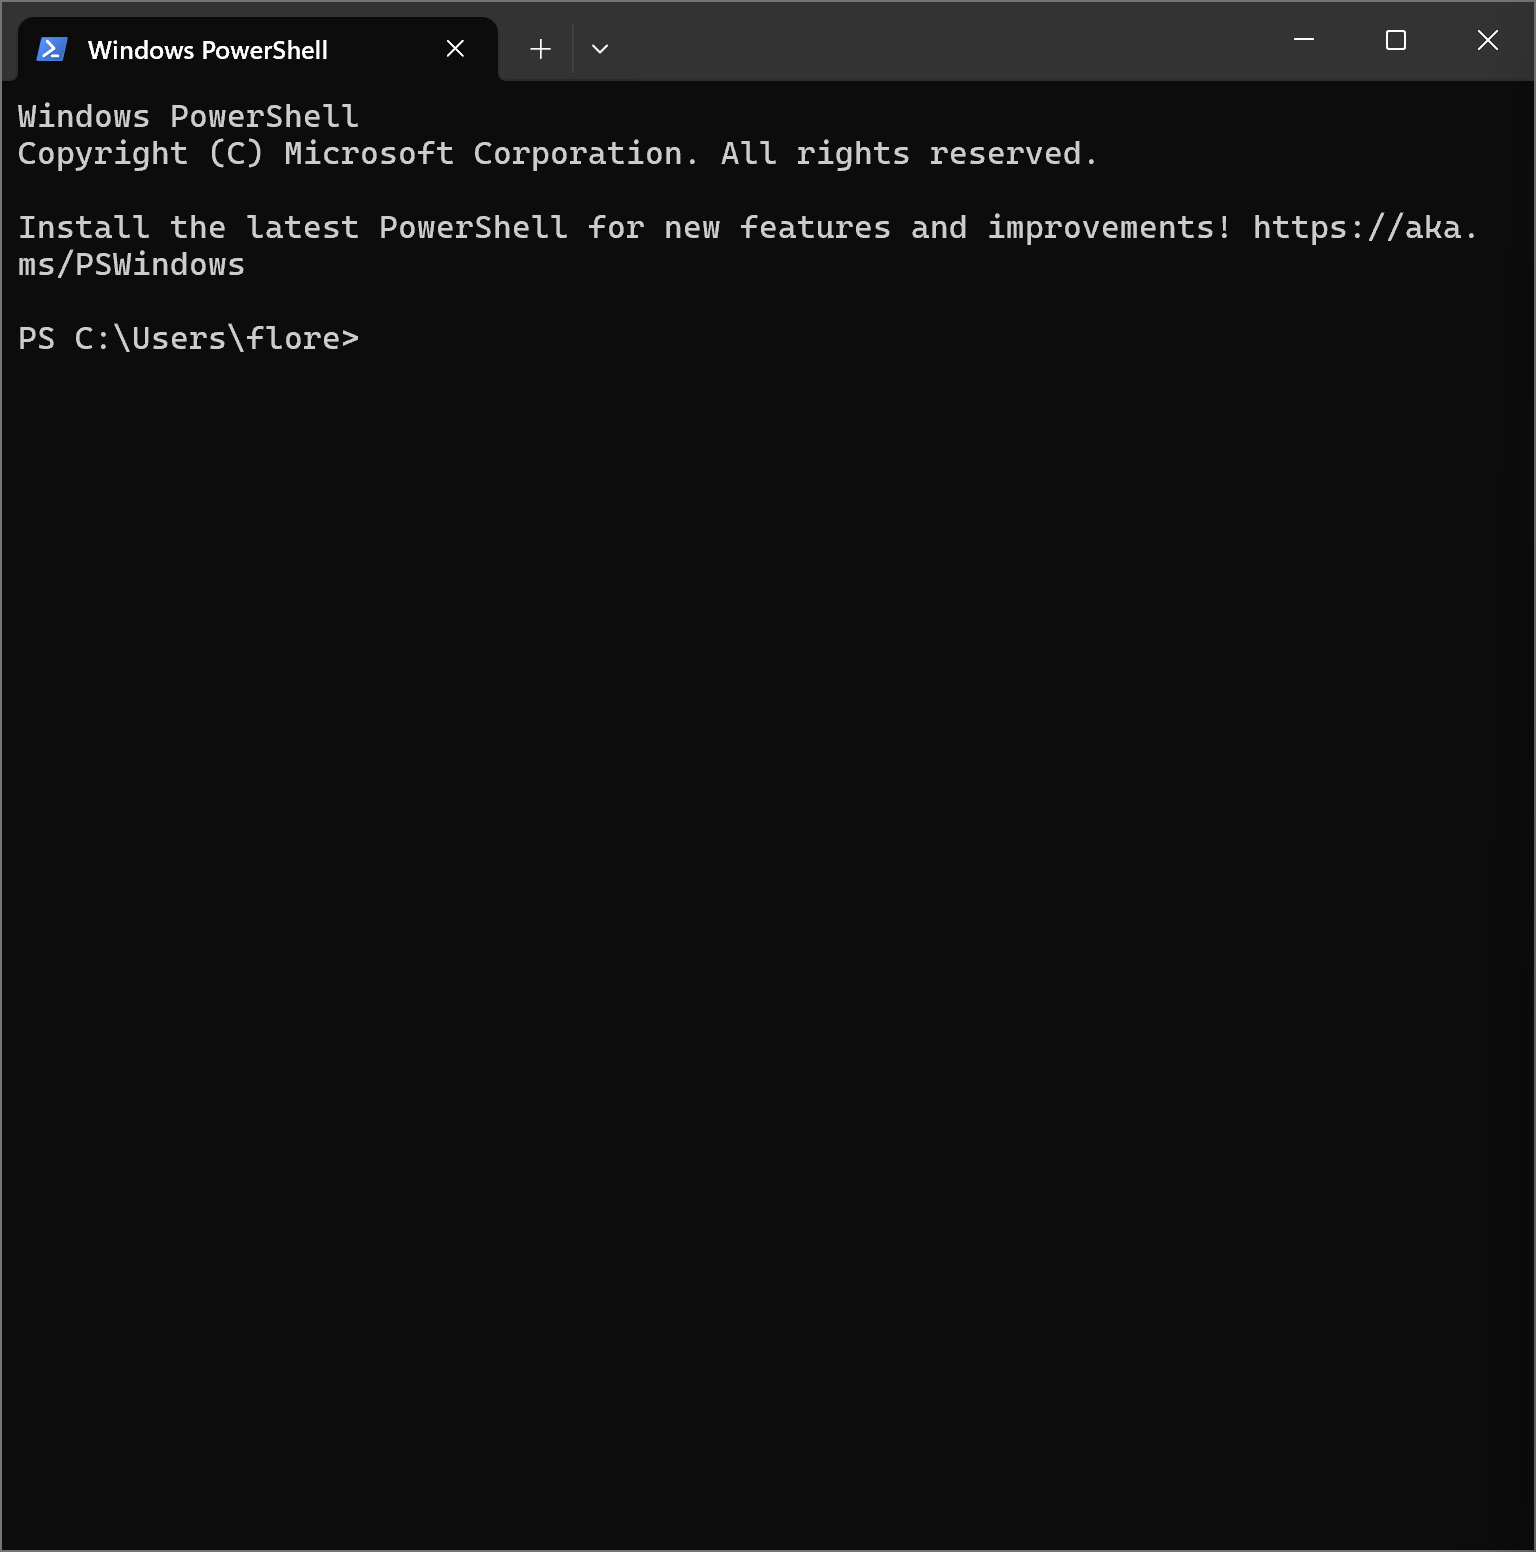 Windows PowerShell
Windows PowerShell
Copyright (C) Microsoft Corporation. All rights reserved.
Install the latest PowerShell for new features and improvements! https://aka.
ms/PSWindows
PS C:\Users\flore>